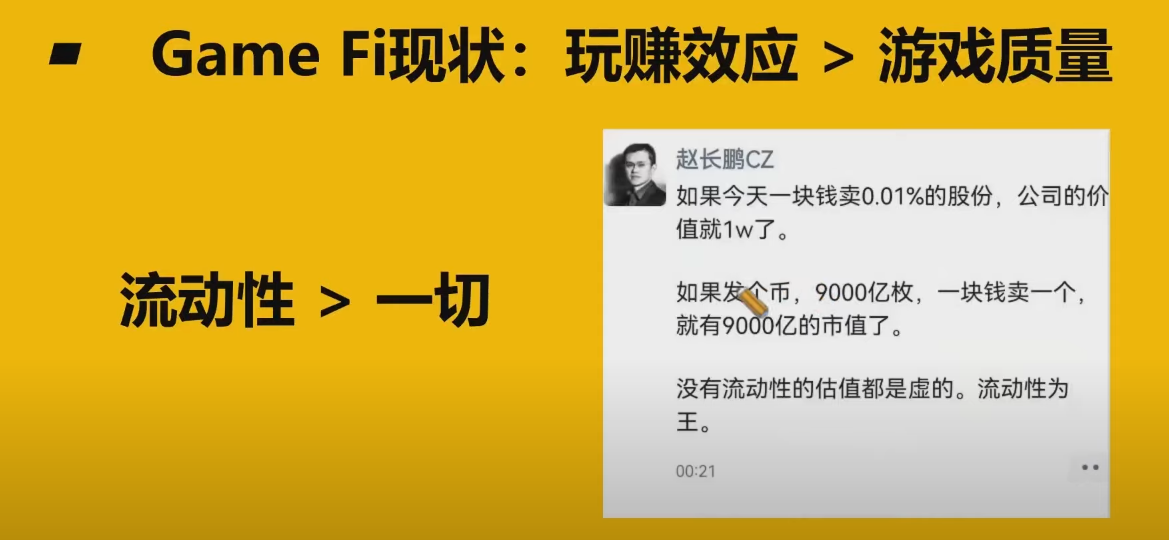 Game Fi现状：玩赚效应 > 游戏质量
流动性 > 一切
赵长鹏CZ
如果今天一块钱卖0.01%的股份，公司的价
值就1w了。
如果发个币，9000亿枚，一块钱卖一个，
就有9000亿的市值了。
没有流动性的估值都是虚的。流动性为
王。
00:21